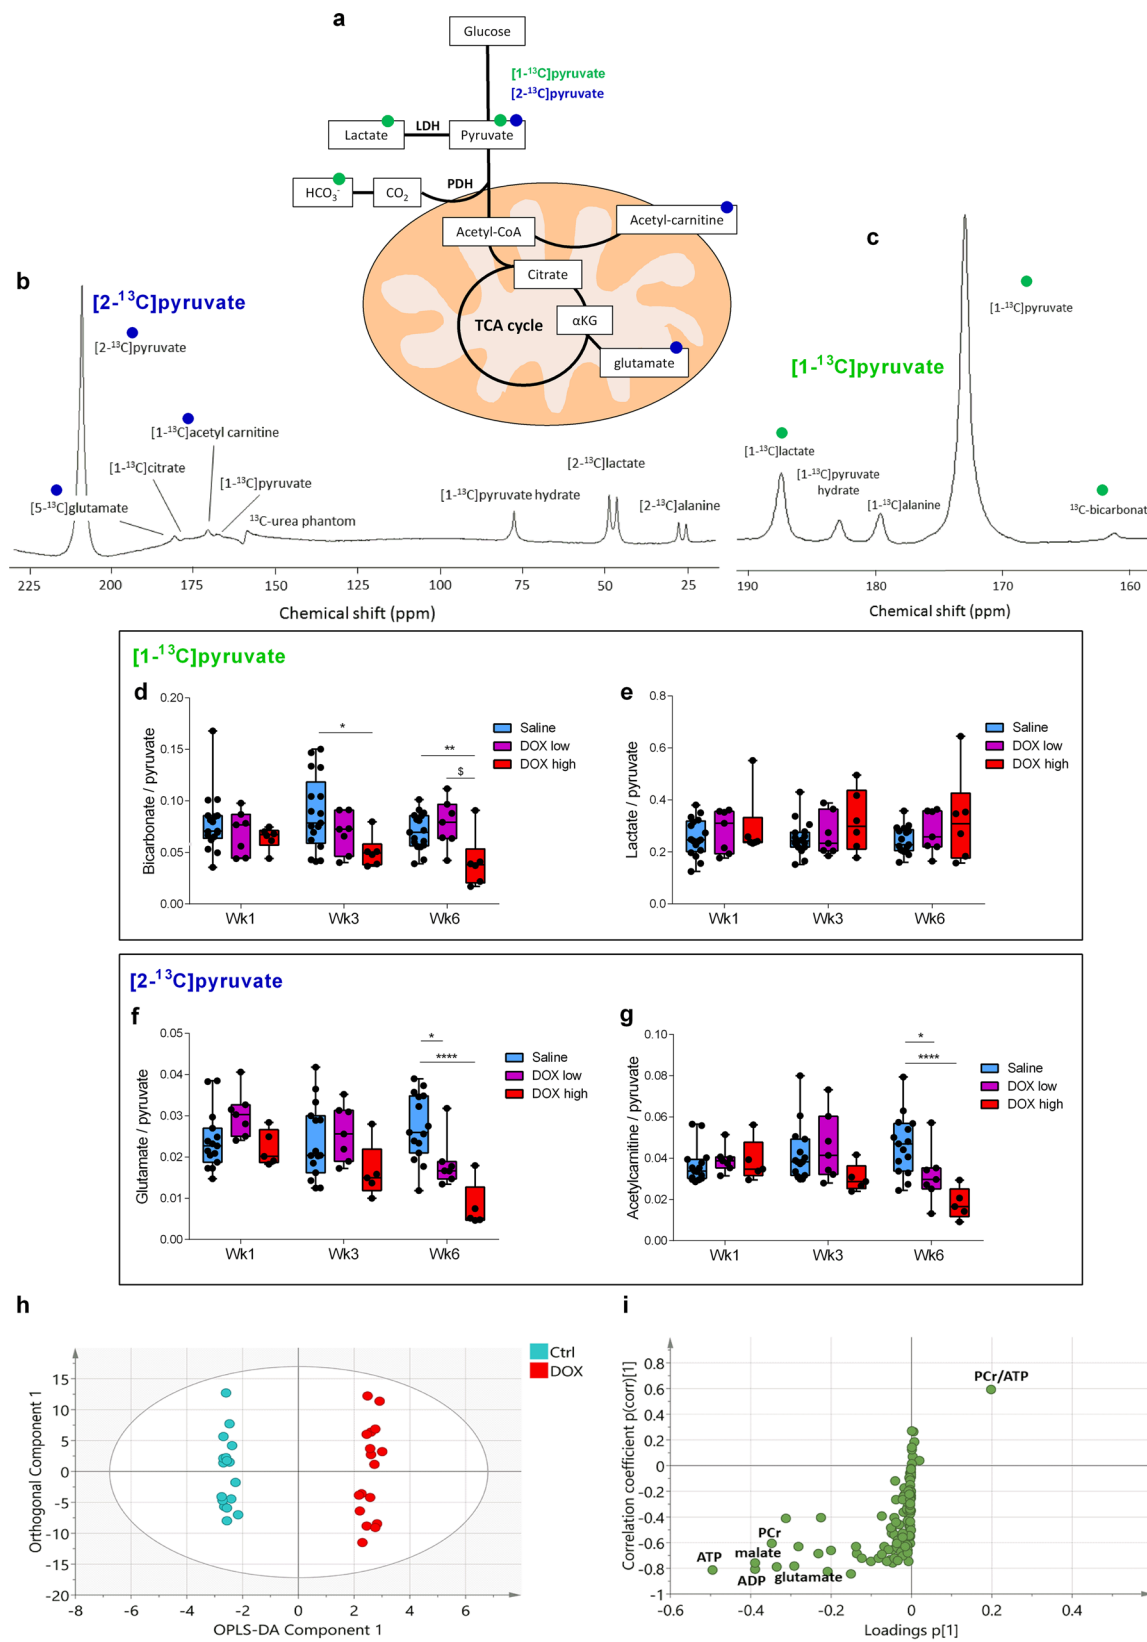 a
Glucose
[1-¹³C]pyruvate
[2-¹³C]pyruvate
Lactate
LDH
Pyruvate
HCO₃⁻
CO₂
PDH
Acetyl-CoA
Acetyl-carnitine
Citrate
TCA cycle
αKG
glutamate
b
[2-¹³C]pyruvate
[2-¹³C]pyruvate
[1-¹³C]acetyl carnitine
[1-¹³C]citrate
[1-¹³C]pyruvate
[5-¹³C]glutamate
¹³C-urea phantom
[1-¹³C]pyruvate hydrate
[2-¹³C]lactate
[2-¹³C]alanine
225 200 175 150 125 100 75 50 25
Chemical shift (ppm)
c
[1-¹³C]pyruvate
[1-¹³C]pyruvate
[1-¹³C]lactate
[1-¹³C]pyruvate
hydrate
[1-¹³C]alanine
¹³C-bicarbonat
190 180 170 160
Chemical shift (ppm)
[1-¹³C]pyruvate
d
Bicarbonate / pyruvate
0.20
0.15
0.10
0.05
0.00
* ** $
Saline
DOX low
DOX high
Wk1 Wk3 Wk6
e
Lactate / pyruvate
0.8
0.6
0.4
0.2
0.0
Saline
DOX low
DOX high
Wk1 Wk3 Wk6
[2-¹³C]pyruvate
f
Glutamate / pyruvate
0.05
0.04
0.03
0.02
0.01
0.00
*
****
Saline
DOX low
DOX high
Wk1 Wk3 Wk6
g
Acetylcarnitine / pyruvate
0.10
0.08
0.06
0.04
0.02
0.00
*
****
Saline
DOX low
DOX high
Wk1 Wk3 Wk6
h
Ctrl
DOX
Orthogonal Component 1
15
10
5
0
-5
-10
-15
-20
-8 -6 -4 -2 0 2 4 6
OPLS-DA Component 1
i
Correlation coefficient p(corr)[1]
0.8
0.6
0.4
0.2
0
-0.2
-0.4
-0.6
-0.8
-1
PCr/ATP
PCr
malate
ATP
ADP
glutamate
-0.6 -0.4 -0.2 0 0.2 0.4
Loadings p[1]